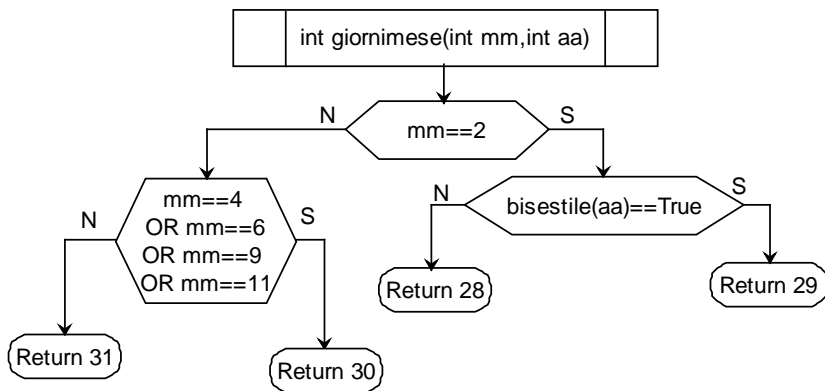 int giornimese(int mm,int aa)
N
S
mm==2
mm==4
OR mm==6
OR mm==9
OR mm==11
N
S
N
S
bisestile(aa)==True
Return 28
Return 29
Return 31
Return 30